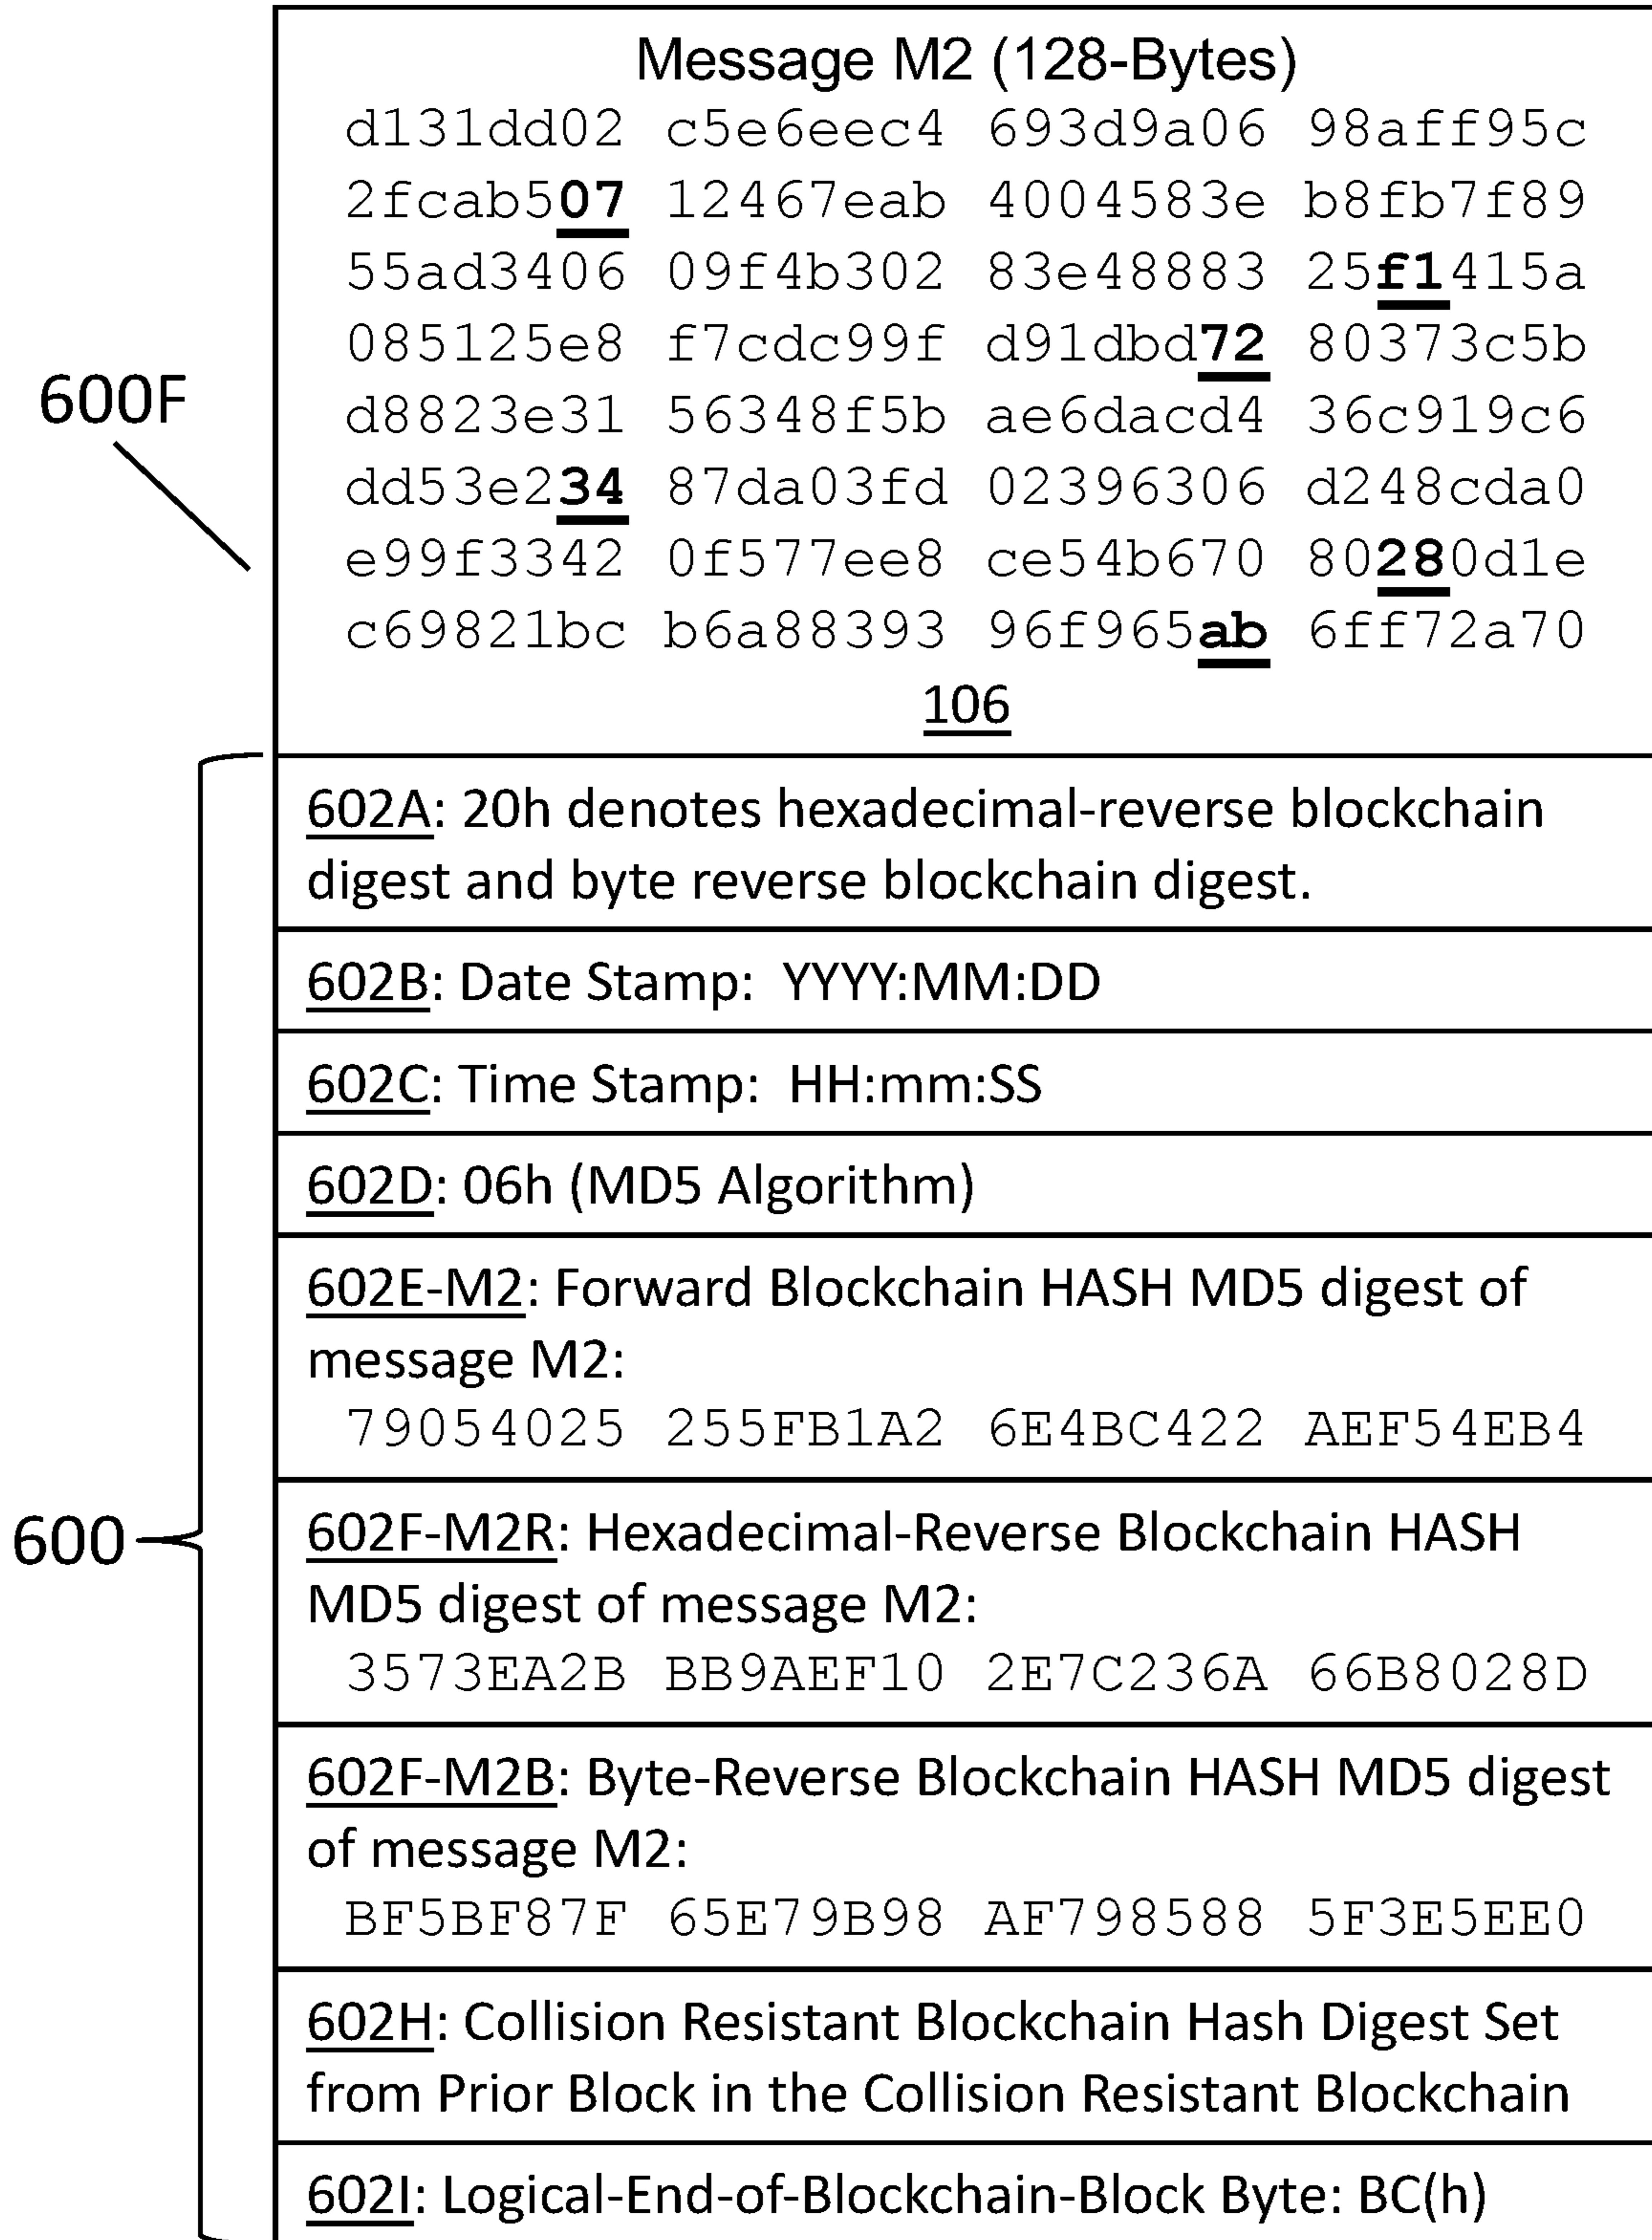 Message M2 (128-Bytes)
d131dd02 c5e6eec4 693d9a06 98aff95c
2fcab507 12467eab 4004583e b8fb7f89
55ad3406 09f4b302 83e48883 25f1415a
085125e8 f7cdc99f d91dbd72 80373c5b
600F
d8823e31 56348f5b ae6dacd4 36c919c6
dd53e234 87da03fd 02396306 d248cda0
e99f3342 0f577ee8 ce54b670 80280d1e
c69821bc b6a88393 96f965ab 6ff72a70
106
602A: 20h denotes hexadecimal-reverse blockchain
digest and byte reverse blockchain digest.
602B: Date Stamp: YYYY:MM:DD
602C: Time Stamp: HH:mm:SS
602D: 06h (MD5 Algorithm)
602E-M2: Forward Blockchain HASH MD5 digest of
message M2:
79054025 255FB1A2 6E4BC422 AEF54EB4
600
602F-M2R: Hexadecimal-Reverse Blockchain HASH
MD5 digest of message M2:
3573EA2B BB9AEF10 2E7C236A 66B8028D
602F-M2B: Byte-Reverse Blockchain HASH MD5 digest
of message M2:
BF5BF87F 65E79B98 AF798588 5F3E5EE0
602H: Collision Resistant Blockchain Hash Digest Set
from Prior Block in the Collision Resistant Blockchain
602I: Logical-End-of-Blockchain-Block Byte: BC(h)